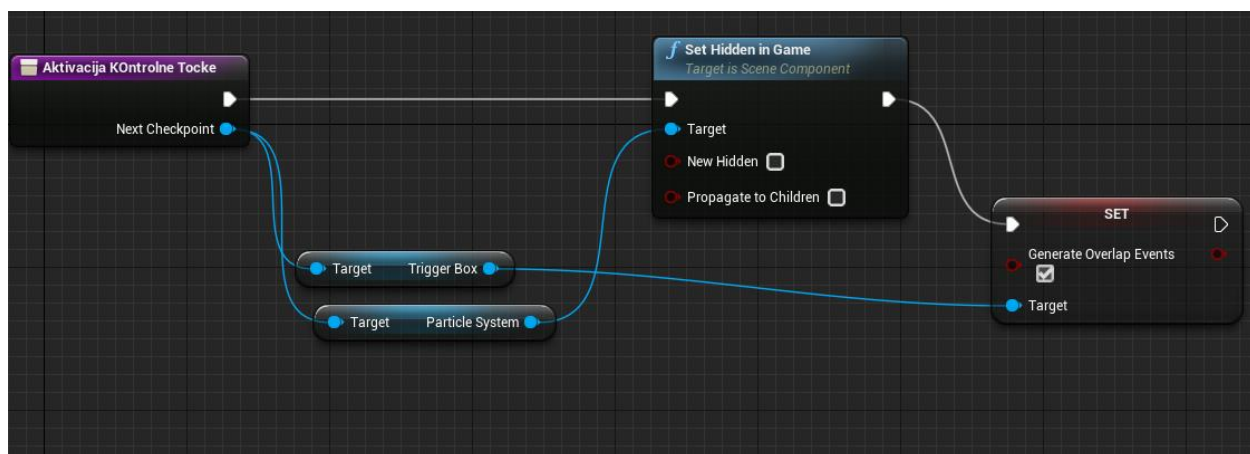 Aktivacija KOntrolne Tocke
Next Checkpoint
Set Hidden in Game
Target is Scene Component
Target
New Hidden
Propagate to Children
Target Trigger Box
Target Particle System
SET
Generate Overlap Events
Target